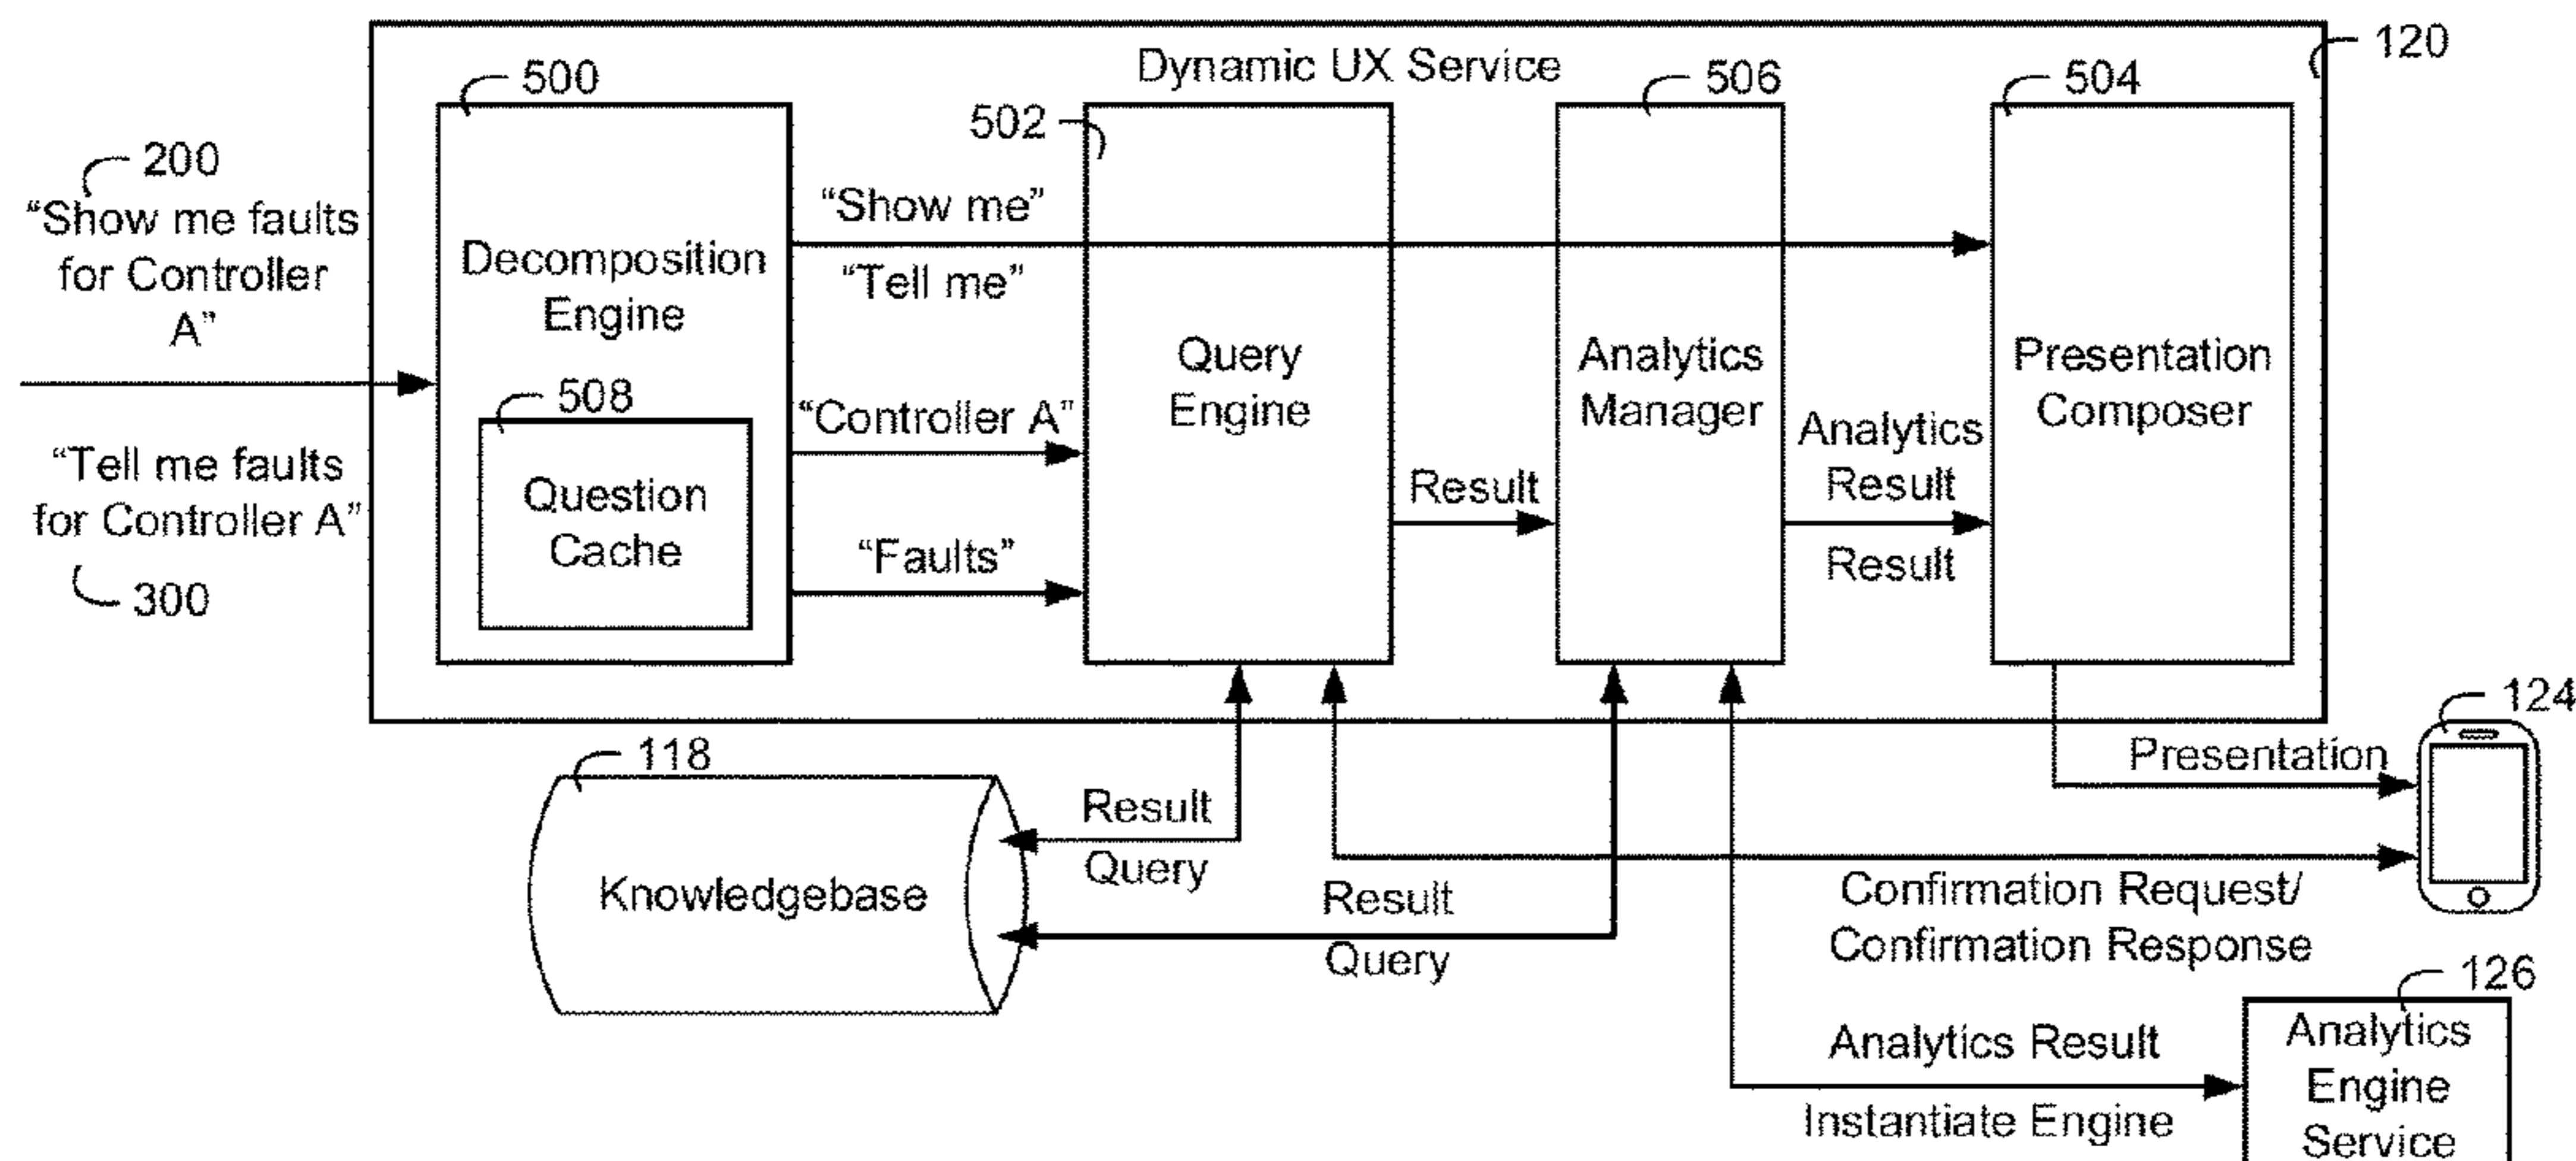 Dynamic UX Service
120
500
506
504
502
200
“Show me faults
for Controller
A”
“Show me”
“Tell me”
Decomposition
Engine
Query
Engine
Analytics
Manager
Presentation
Composer
508
“Controller A”
Analytics
Result
Result
“Tell me faults
for Controller A”
300
Question
Cache
Result
“Faults”
124
118
Presentation
Result
Query
Knowledgebase
Result
Query
Confirmation Request/
Confirmation Response
126
Analytics Result
Instantiate Engine
Analytics
Engine
Service